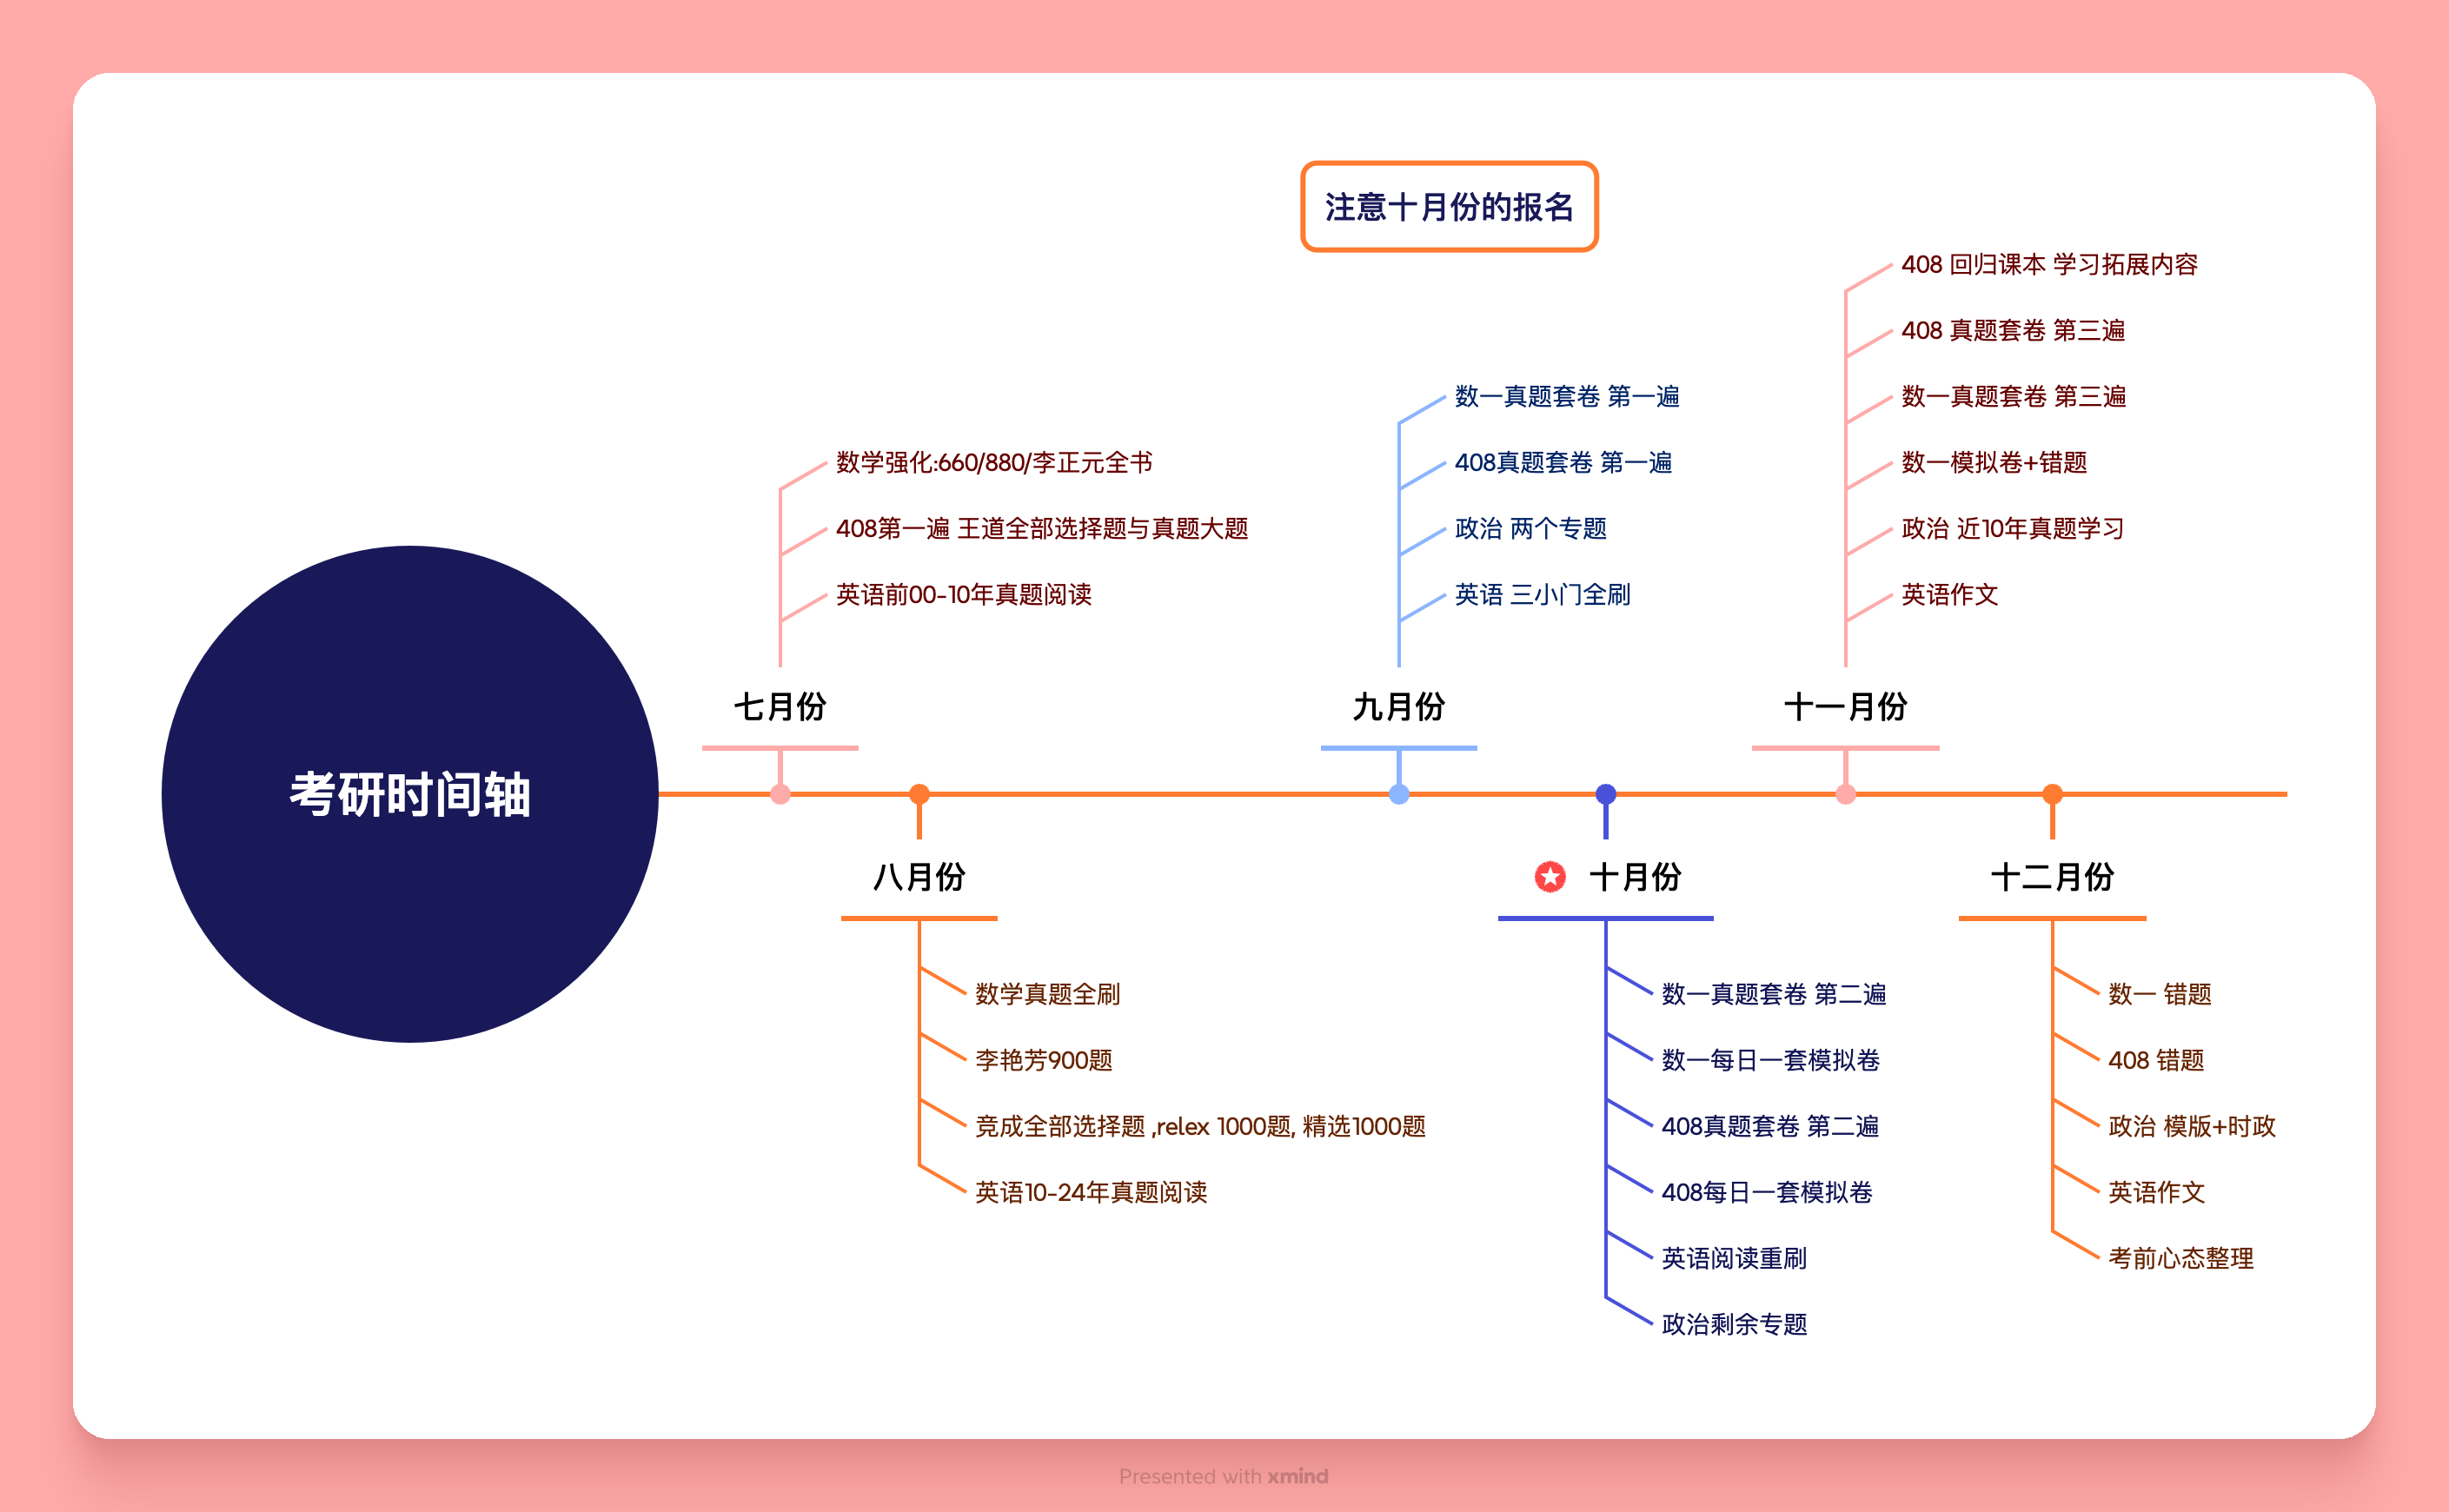 注意十月份的报名
考研时间轴
七月份
数学强化:660/880/李正元全书
408第一遍 王道全部选择题与真题大题
英语前00-10年真题阅读
八月份
数学真题全刷
李艳芳900题
竞成全部选择题 ,relex 1000题, 精选1000题
英语10-24年真题阅读
九月份
数一真题套卷 第一遍
408真题套卷 第一遍
政治 两个专题
英语 三小门全刷
十月份
数一真题套卷 第二遍
数一每日一套模拟卷
408真题套卷 第二遍
408每日一套模拟卷
英语阅读重刷
政治剩余专题
十一月份
408 回归课本 学习拓展内容
408 真题套卷 第三遍
数一真题套卷 第三遍
数一模拟卷+错题
政治 近10年真题学习
英语作文
十二月份
数一 错题
408 错题
政治 模版+时政
英语作文
考前心态整理
Presented with xmind